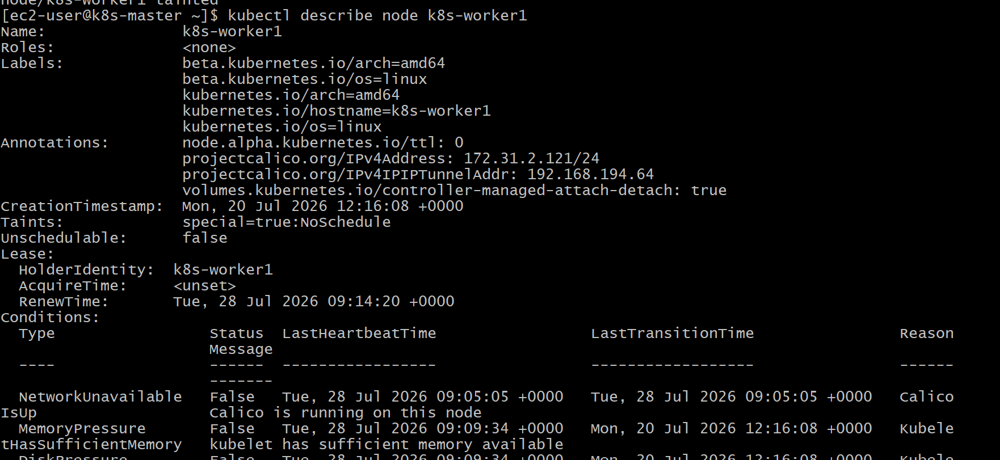 node/k8s-worker1 tainted
[ec2-user@k8s-master ~]$ kubectl describe node k8s-worker1
Name:               k8s-worker1
Roles:              <none>
Labels:             beta.kubernetes.io/arch=amd64
                    beta.kubernetes.io/os=linux
                    kubernetes.io/arch=amd64
                    kubernetes.io/hostname=k8s-worker1
                    kubernetes.io/os=linux
Annotations:        node.alpha.kubernetes.io/ttl: 0
                    projectcalico.org/IPv4Address: 172.31.2.121/24
                    projectcalico.org/IPv4IPIPTunnelAddr: 192.168.194.64
                    volumes.kubernetes.io/controller-managed-attach-detach: true
CreationTimestamp:  Mon, 20 Jul 2026 12:16:08 +0000
Taints:             special=true:NoSchedule
Unschedulable:      false
Lease:
  HolderIdentity:  k8s-worker1
  AcquireTime:     <unset>
  RenewTime:       Tue, 28 Jul 2026 09:14:20 +0000
Conditions:
  Type                 Status  LastHeartbeatTime                 LastTransitionTime                Reason
                       Message
  ----                 ------  -----------------                 ------------------                ------
                       -------
  NetworkUnavailable   False   Tue, 28 Jul 2026 09:05:05 +0000   Tue, 28 Jul 2026 09:05:05 +0000   Calico
IsUp                   Calico is running on this node
  MemoryPressure       False   Tue, 28 Jul 2026 09:09:34 +0000   Mon, 20 Jul 2026 12:16:08 +0000   Kubele
tHasSufficientMemory   kubelet has sufficient memory available
  DiskPressure         False   Tue, 28 Jul 2026 09:09:34 +0000   Mon, 20 Jul 2026 12:16:08 +0000   Kubele